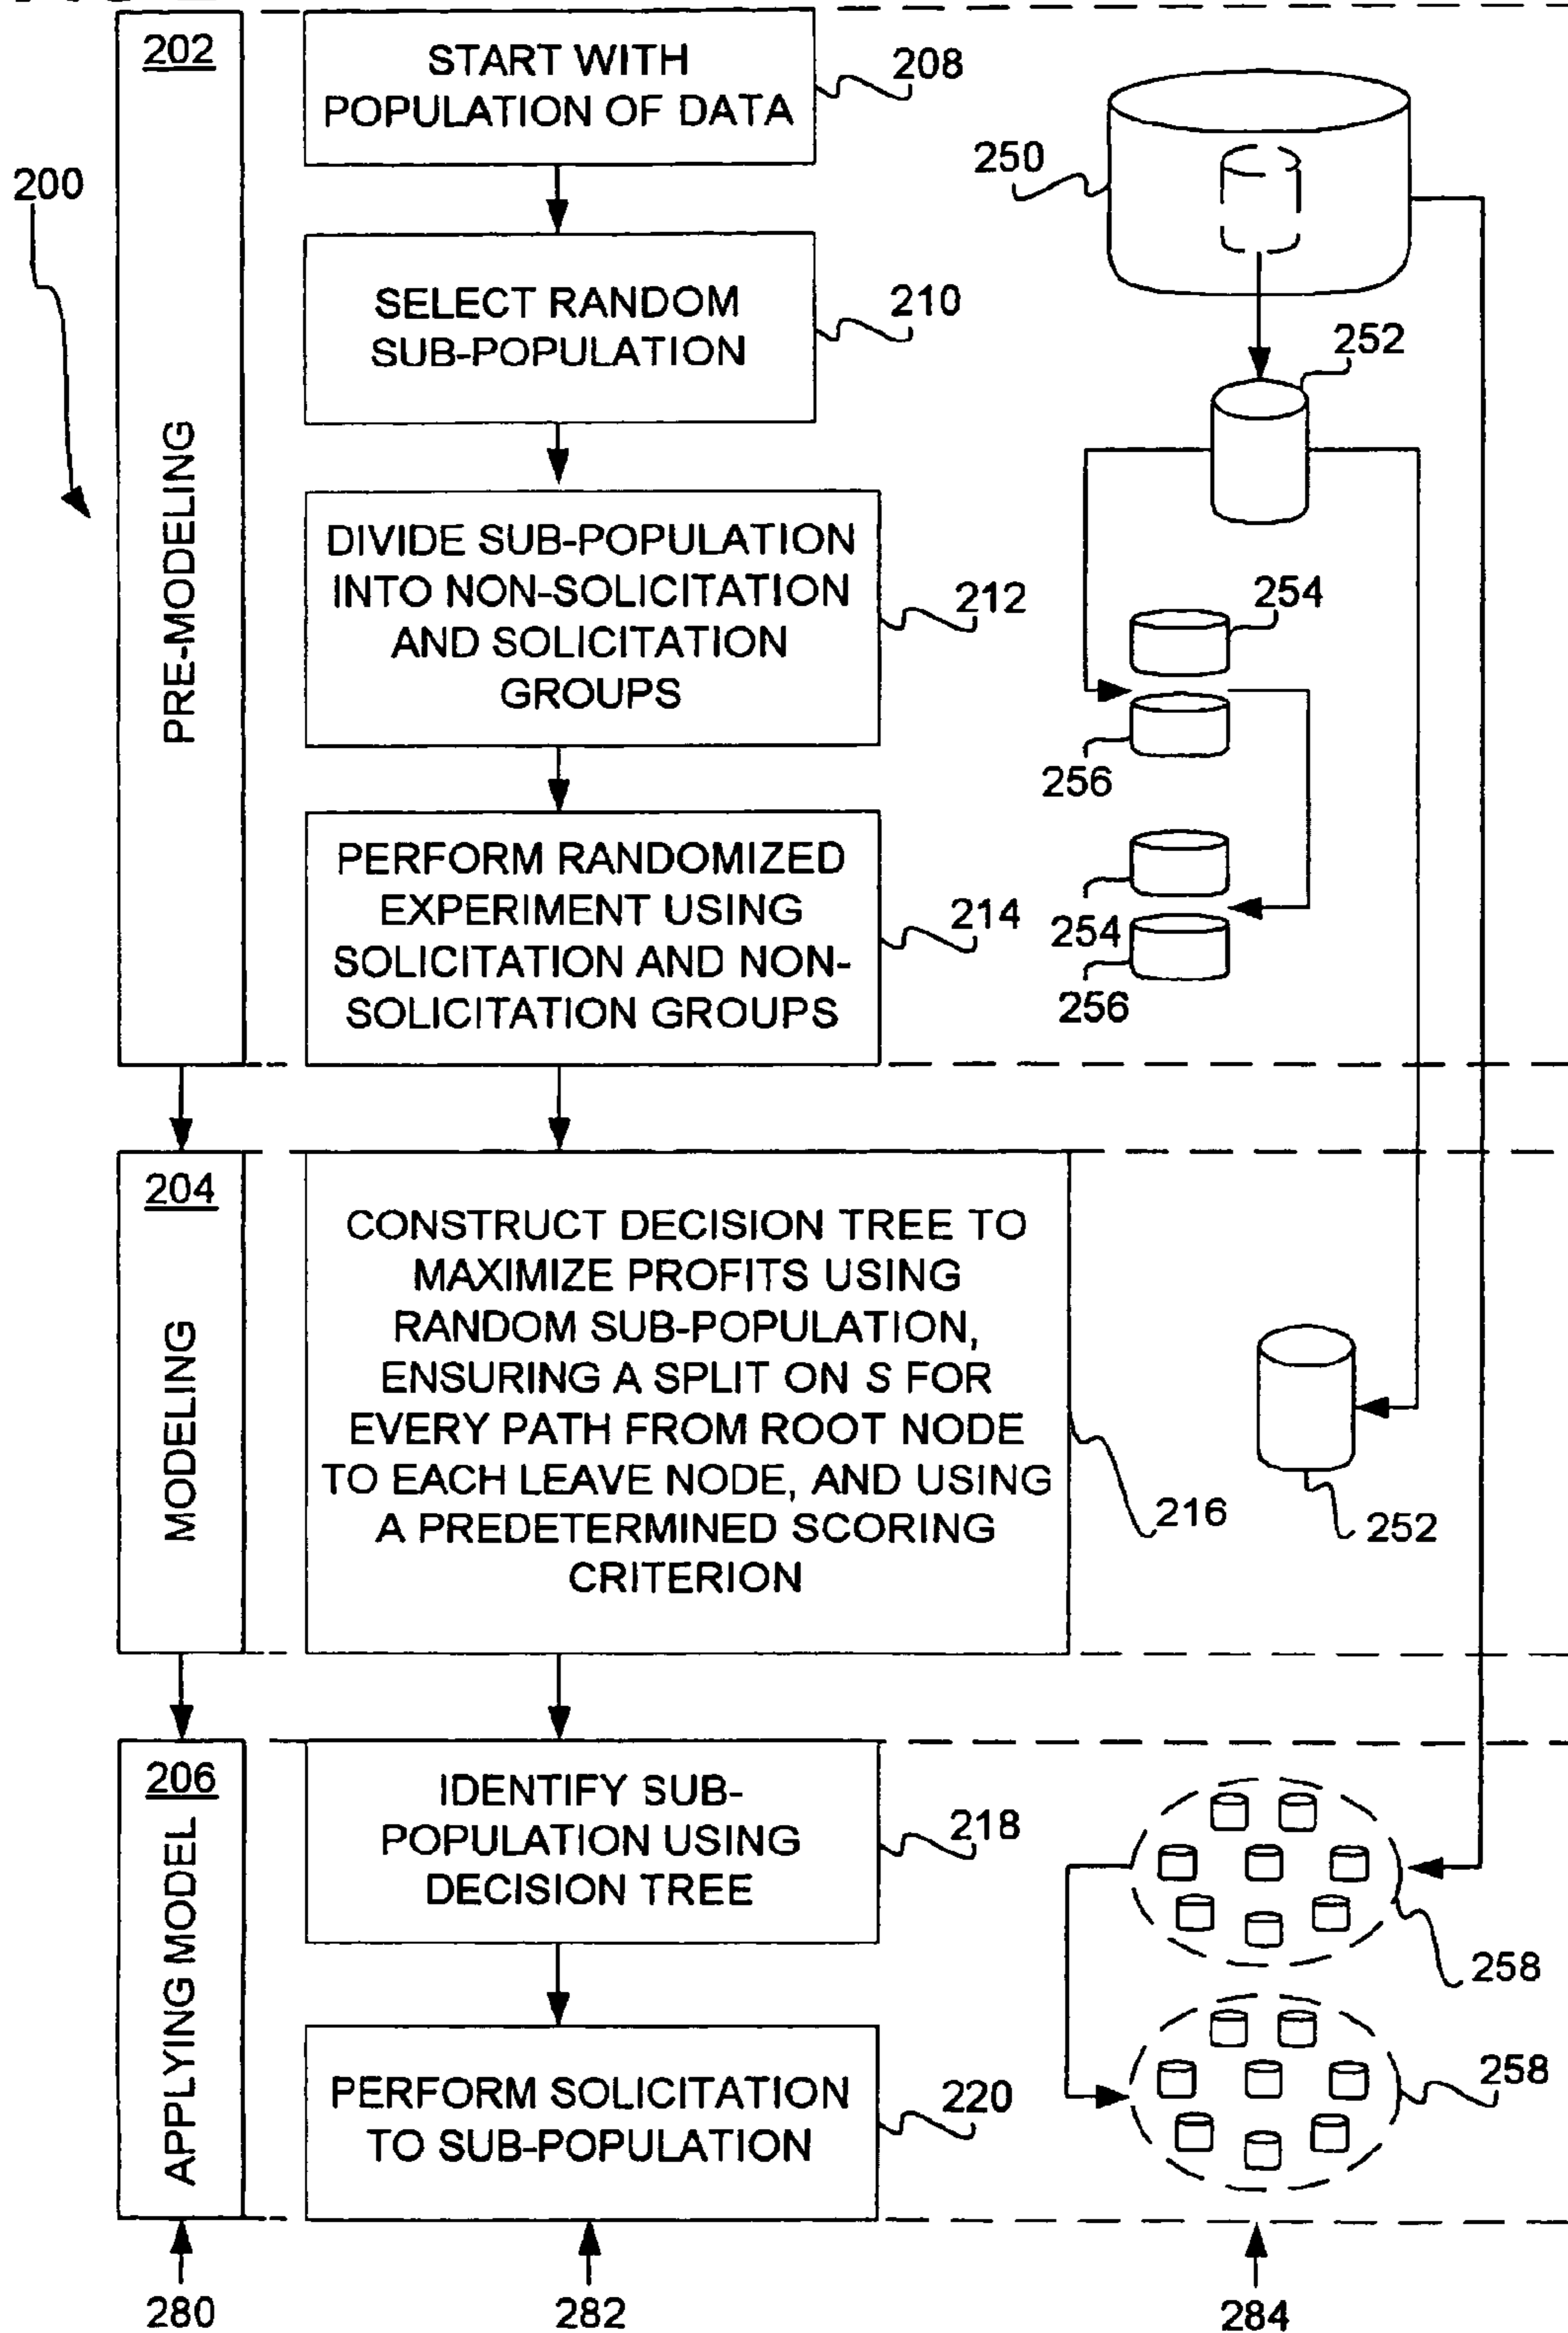 202
START WITH
POPULATION OF DATA
208
200
250
SELECT RANDOM
SUB-POPULATION
210
252
PRE-MODELING
DIVIDE SUB-POPULATION
INTO NON-SOLICITATION
AND SOLICITATION
GROUPS
212
254
256
PERFORM RANDOMIZED
EXPERIMENT USING
SOLICITATION AND NON-
SOLICITATION GROUPS
214
254
256
204
MODELING
CONSTRUCT DECISION TREE TO
MAXIMIZE PROFITS USING
RANDOM SUB-POPULATION,
ENSURING A SPLIT ON S FOR
EVERY PATH FROM ROOT NODE
TO EACH LEAVE NODE, AND USING
A PREDETERMINED SCORING
CRITERION
216
252
206
APPLYING MODEL
IDENTIFY SUB-
POPULATION USING
DECISION TREE
218
258
PERFORM SOLICITATION
TO SUB-POPULATION
220
258
280
282
284